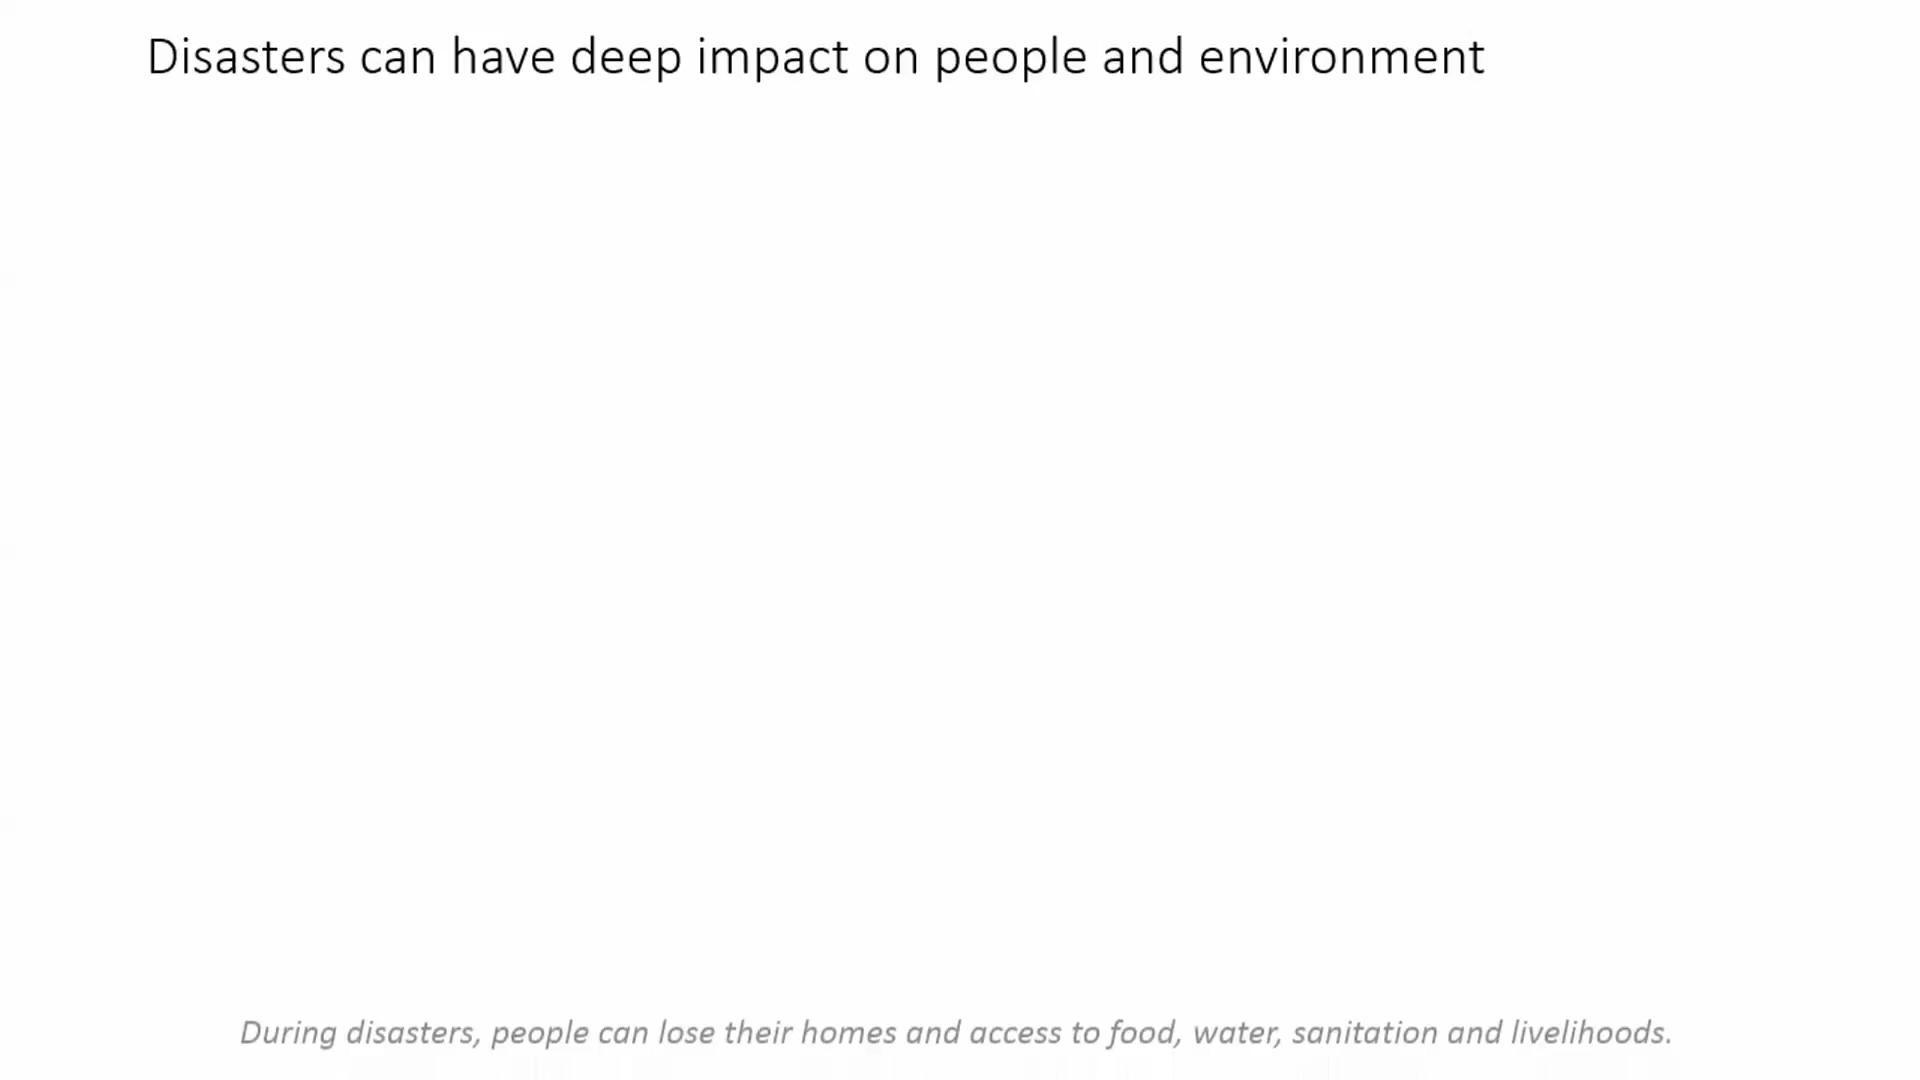 Disasters can have deep impact on people and environment
During disasters, people can lose their homes and access to food, water, sanitation and livelihoods.